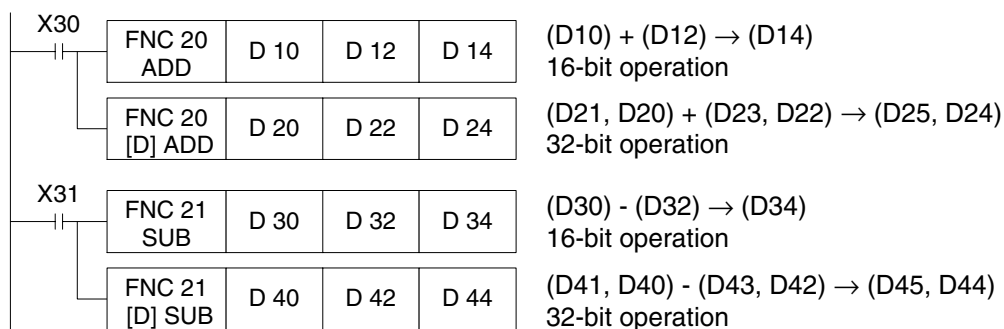 X30
FNC 20 D 10 D 12 D 14
ADD
(D10) + (D12) → (D14)
16-bit operation
FNC 20 D 20 D 22 D 24
[D] ADD
(D21, D20) + (D23, D22) → (D25, D24)
32-bit operation
X31
FNC 21 D 30 D 32 D 34
SUB
(D30) - (D32) → (D34)
16-bit operation
FNC 21 D 40 D 42 D 44
[D] SUB
(D41, D40) - (D43, D42) → (D45, D44)
32-bit operation